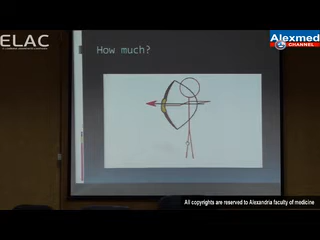 ELAC
Alexmed
CHANNEL
How much?
All copyrights are reserved to Alexandria faculty of medicine